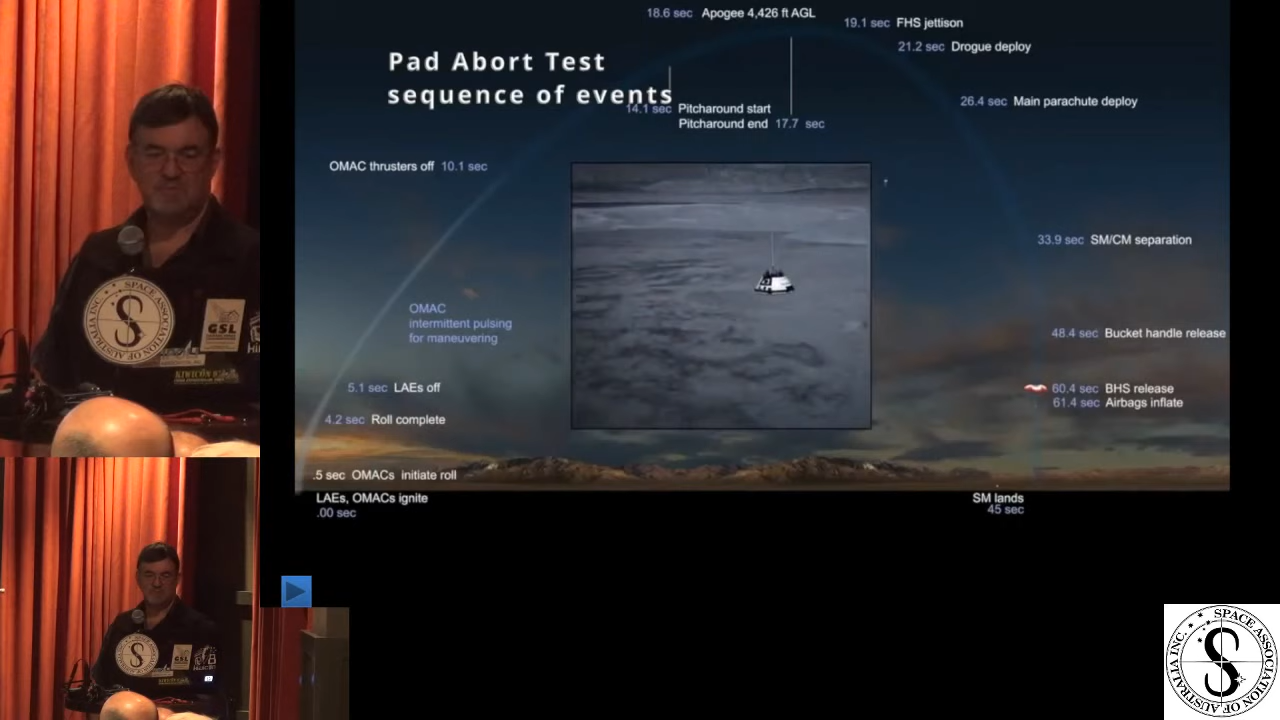 18.6 sec Apogee 4,426 ft AGL
19.1 sec FHS jettison
21.2 sec Drogue deploy
Pad Abort Test
sequence of events
26.4 sec Main parachute deploy
14.1 sec Pitcharound start
Pitcharound end 17.7 sec
OMAC thrusters off 10.1 sec
33.9 sec SM/CM separation
OMAC
intermittent pulsing
for maneuvering
48.4 sec Bucket handle release
5.1 sec LAEs off
60.4 sec BHS release
61.4 sec Airbags inflate
4.2 sec Roll complete
.5 sec OMACs initiate roll
LAEs, OMACs ignite
.00 sec
SM lands
45 sec
SPACE ASSOCIATION OF AUSTRALIA INC.
S
GSL
SPACE ASSOCIATION OF AUSTRALIA INC.
S
GSL